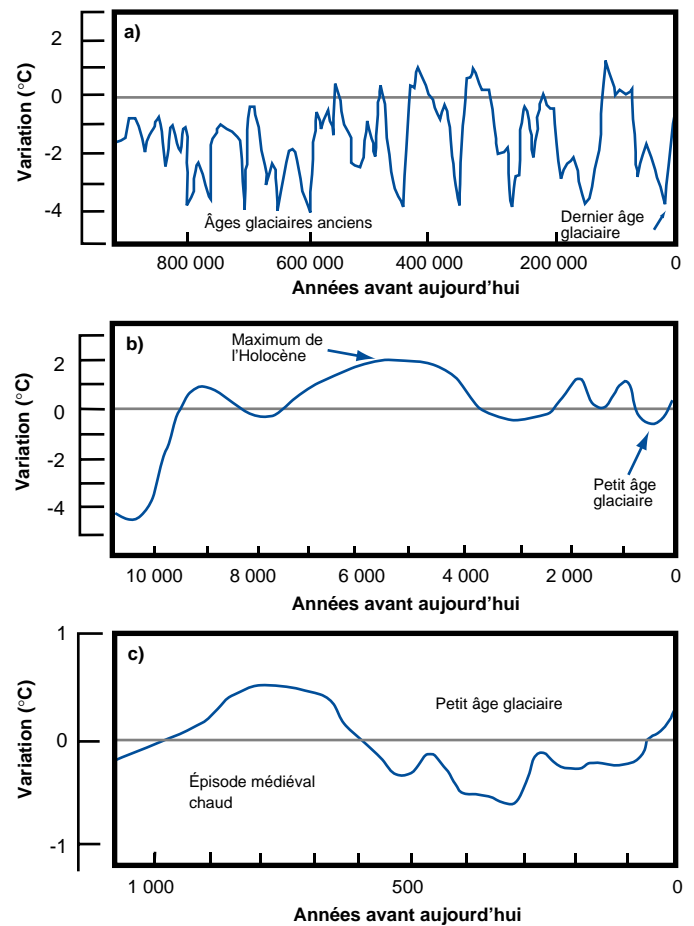 a)
Variation (°C)
2
0
-2
-4
Âges glaciaires anciens
Dernier âge
glaciaire
800 000 600 000 400 000 200 000 0
Années avant aujourd'hui
b)
Variation (°C)
2
0
-2
-4
Maximum de
l'Holocène
Petit âge
glaciaire
10 000 8 000 6 000 4 000 2 000 0
Années avant aujourd'hui
c)
Variation (°C)
1
0
-1
Petit âge glaciaire
Épisode médiéval
chaud
1 000 500 0
Années avant aujourd'hui